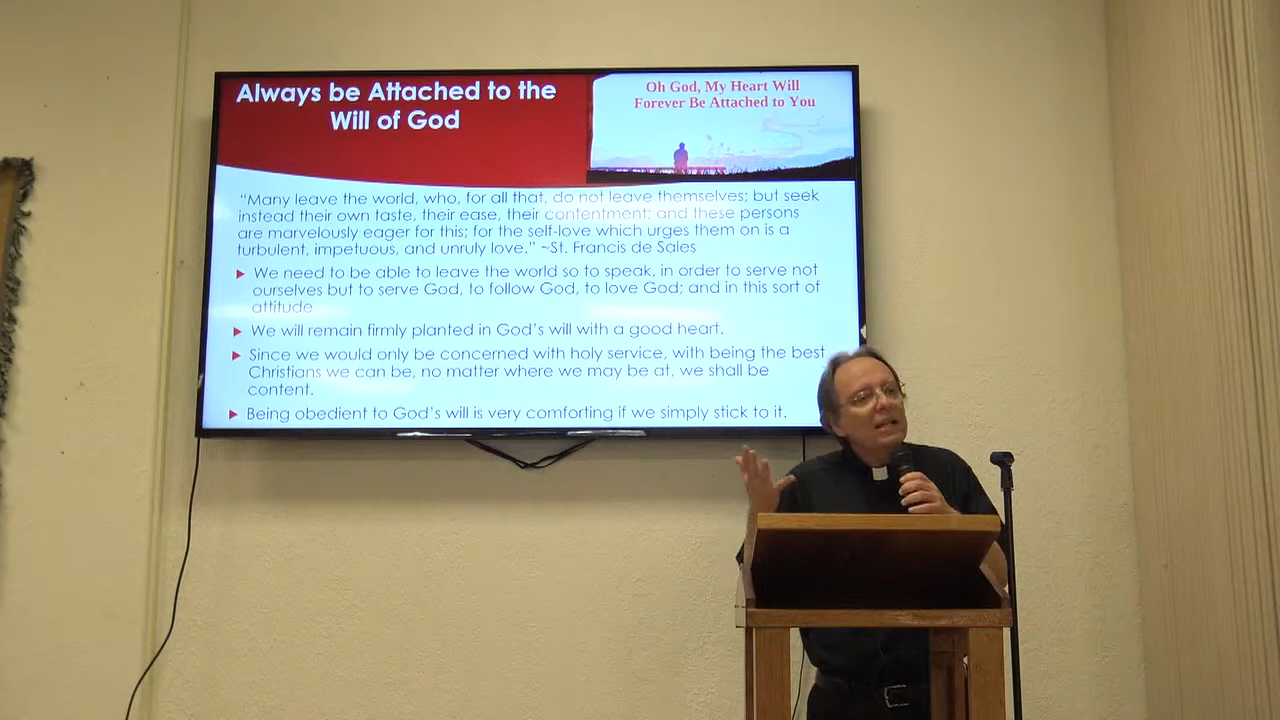 Always be Attached to the
Will of God
Oh God, My Heart Will
Forever Be Attached to You
“Many leave the world, who, for all that, do not leave themselves; but seek
instead their own taste, their ease, their contentment; and these persons
are marvelously eager for this; for the self-love which urges them on is a
turbulent, impetuous, and unruly love.” ~St. Francis de Sales
We need to be able to leave the world so to speak, in order to serve not
ourselves but to serve God, to follow God, to love God; and in this sort of
attitude
We will remain firmly planted in God’s will with a good heart.
Since we would only be concerned with holy service, with being the best
Christians we can be, no matter where we may be at, we shall be
content.
Being obedient to God’s will is very comforting if we simply stick to it.